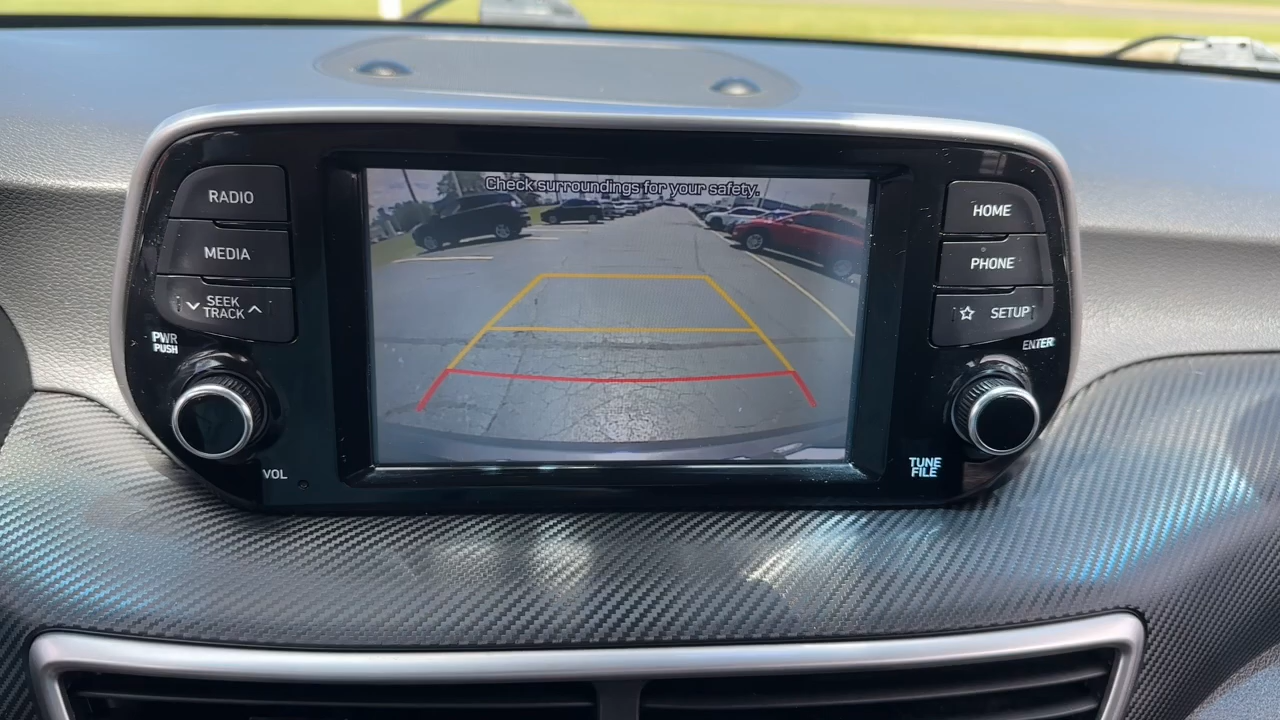 Check surroundings for your safety.
RADIO
MEDIA
SEEK
TRACK
PWR
PUSH
VOL
HOME
PHONE
SETUP
ENTER
TUNE
FILE